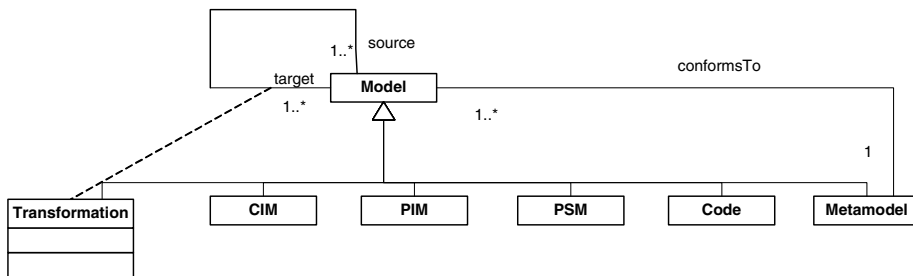 source
1..*
target
conformsTo
Model
1..*
1..*
1
Transformation
CIM
PIM
PSM
Code
Metamodel